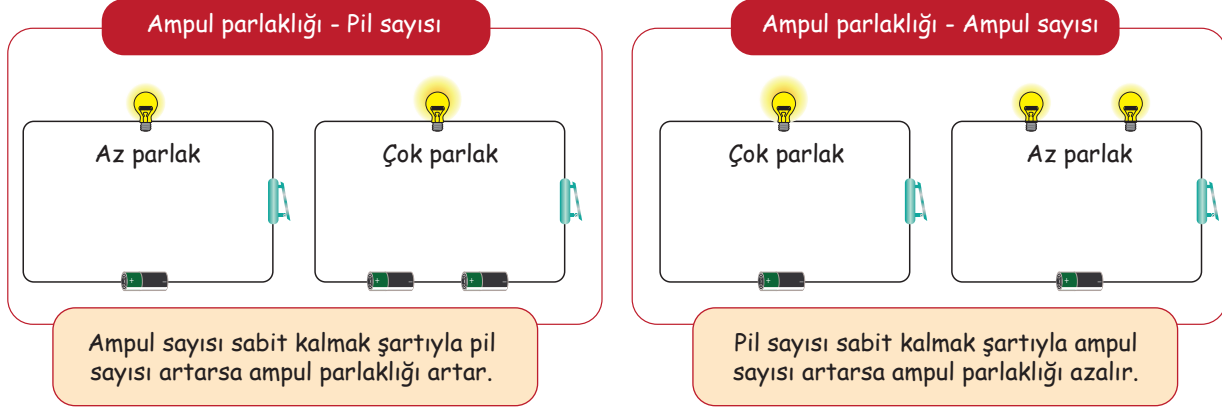 Ampul parlaklığı - Pil sayısı
Az parlak
Çok parlak
Ampul sayısı sabit kalmak şartıyla pil
sayısı artarsa ampul parlaklığı artar.
Ampul parlaklığı - Ampul sayısı
Çok parlak
Az parlak
Pil sayısı sabit kalmak şartıyla ampul
sayısı artarsa ampul parlaklığı azalır.